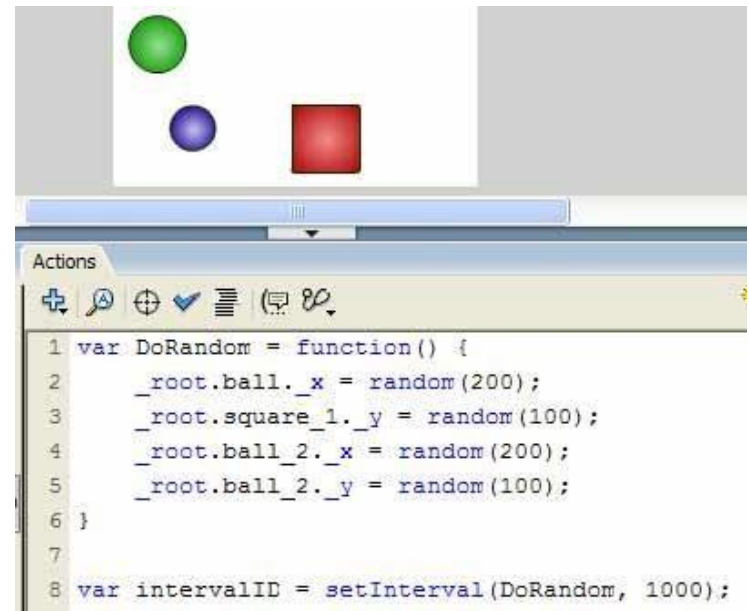 Actions
1 var DoRandom = function() {
2 _root.ball._x = random(200);
3 _root.square_1._y = random(100);
4 _root.ball_2._x = random(200);
5 _root.ball_2._y = random(100);
6 }
7
8 var intervalID = setInterval(DoRandom, 1000);